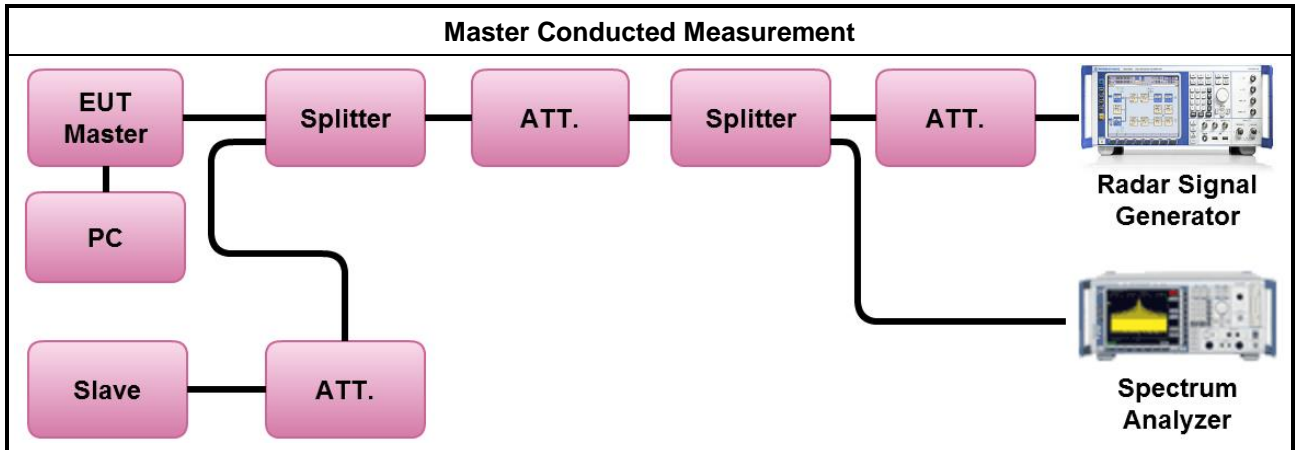 Master Conducted Measurement
EUT
Master
Splitter
ATT.
Splitter
ATT.
Radar Signal
Generator
PC
Slave
ATT.
Spectrum
Analyzer